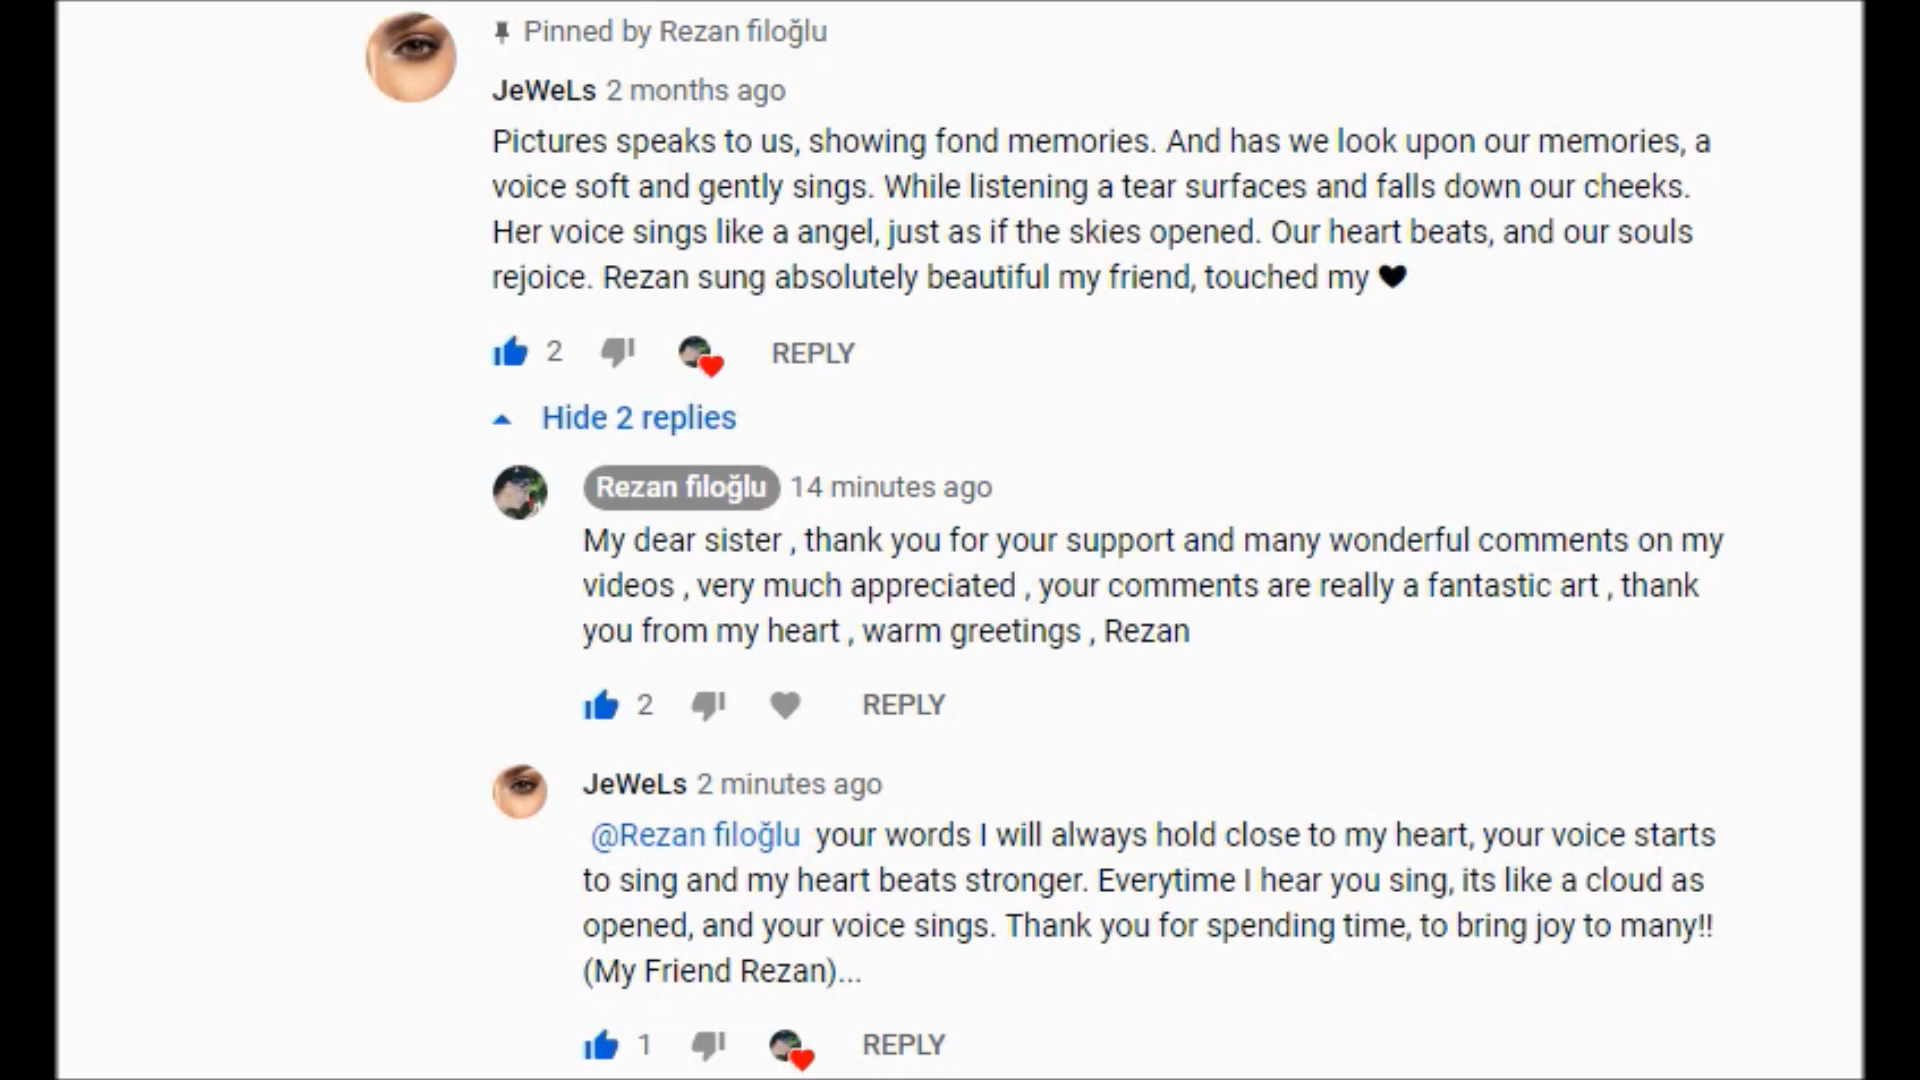 Pinned by Rezan filoğlu
JeWeLs 2 months ago
Pictures speaks to us, showing fond memories. And has we look upon our memories, a
voice soft and gently sings. While listening a tear surfaces and falls down our cheeks.
Her voice sings like a angel, just as if the skies opened. Our heart beats, and our souls
rejoice. Rezan sung absolutely beautiful my friend, touched my 🖤
2 REPLY
Hide 2 replies
Rezan filoğlu 14 minutes ago
My dear sister , thank you for your support and many wonderful comments on my
videos , very much appreciated , your comments are really a fantastic art , thank
you from my heart , warm greetings , Rezan
2 REPLY
JeWeLs 2 minutes ago
@Rezan filoğlu your words I will always hold close to my heart, your voice starts
to sing and my heart beats stronger. Everytime I hear you sing, its like a cloud as
opened, and your voice sings. Thank you for spending time, to bring joy to many!!
(My Friend Rezan)...
1 REPLY